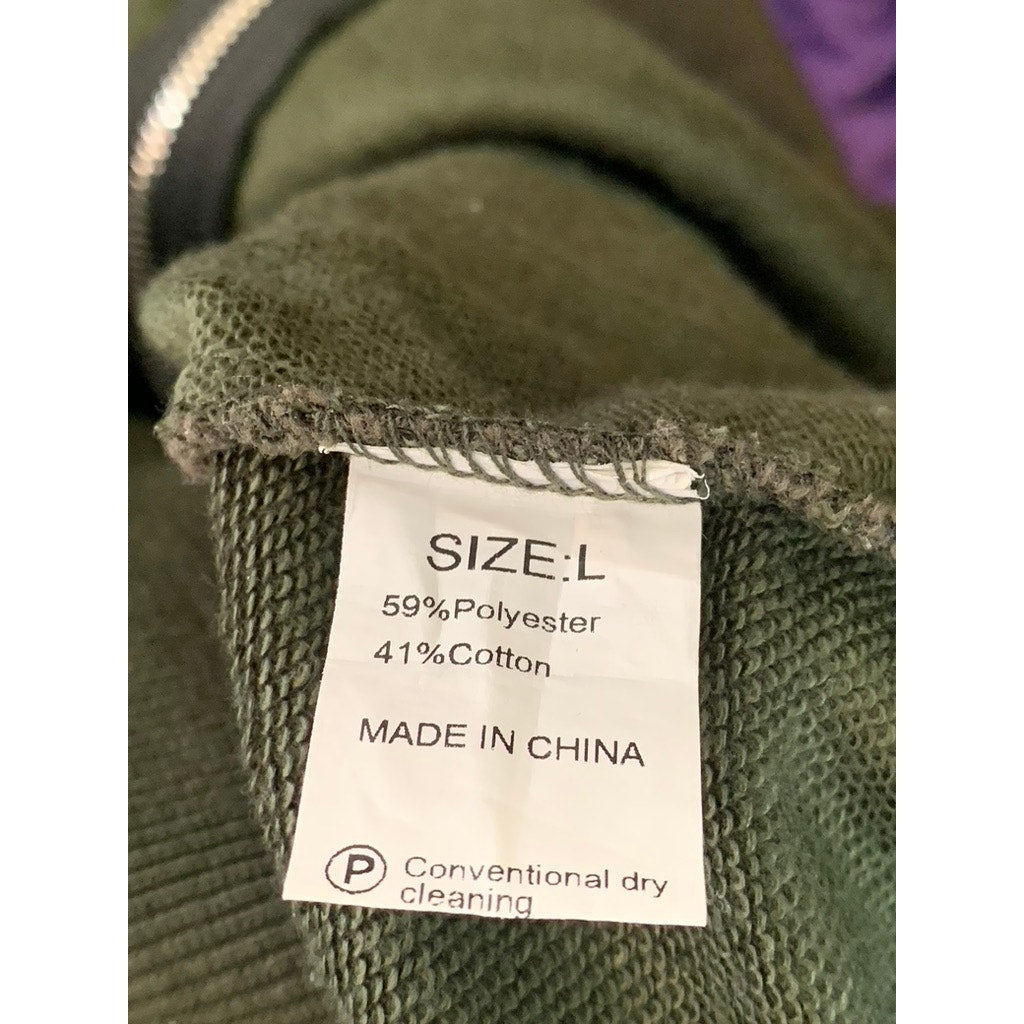 SIZE:L
59%Polyester
41%Cotton
MADE IN CHINA
P Conventional dry
cleaning